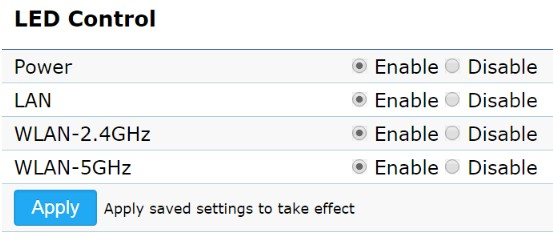 LED Control
Power Enable Disable
LAN Enable Disable
WLAN-2.4GHz Enable Disable
WLAN-5GHz Enable Disable
Apply Apply saved settings to take effect